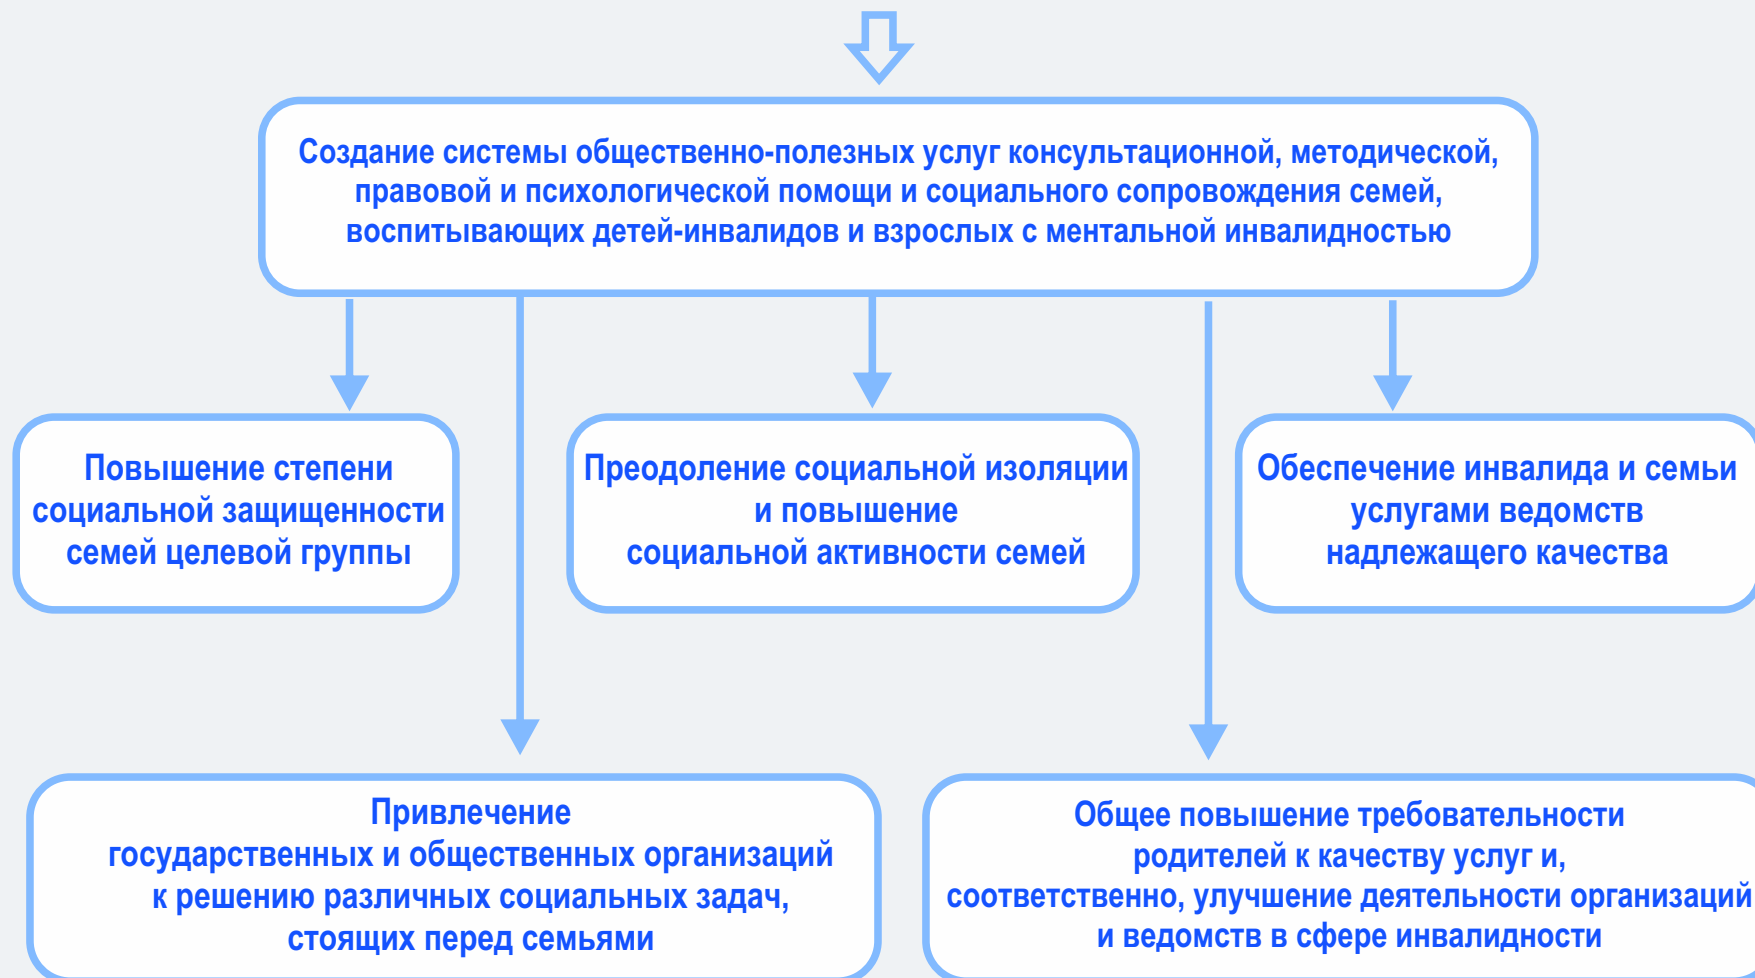 Создание системы общественно-полезных услуг консультационной, методической,
правовой и психологической помощи и социального сопровождения семей,
воспитывающих детей-инвалидов и взрослых с ментальной инвалидностью
Повышение степени
социальной защищенности
семей целевой группы
Преодоление социальной изоляции
и повышение
социальной активности семей
Обеспечение инвалида и семьи
услугами ведомств
надлежащего качества
Привлечение
государственных и общественных организаций
к решению различных социальных задач,
стоящих перед семьями
Общее повышение требовательности
родителей к качеству услуг и,
соответственно, улучшение деятельности организаций
и ведомств в сфере инвалидности